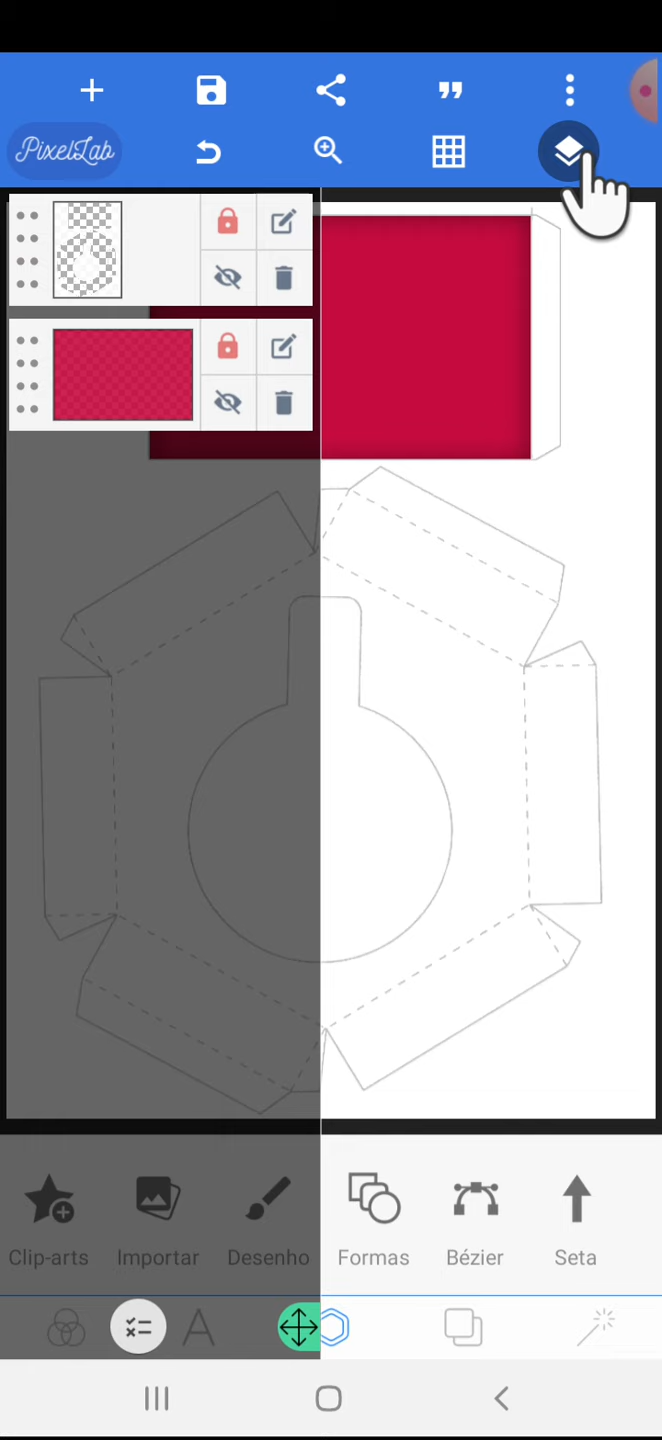 PixelLab
Clip-arts
Importar
Desenho
Formas
Bézier
Seta